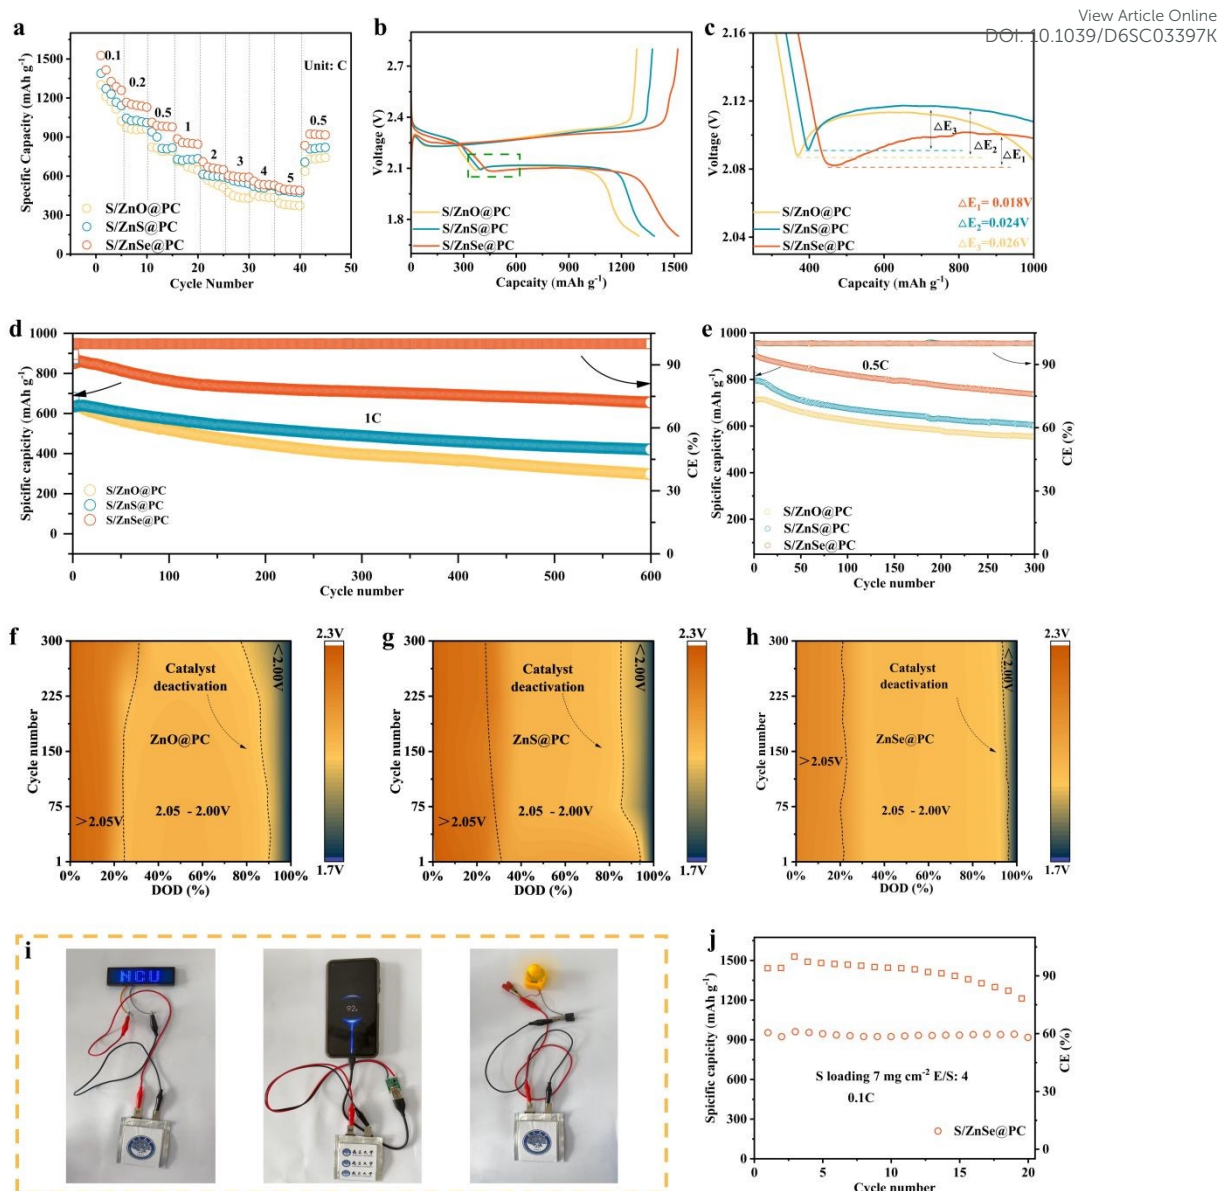 View Article Online
DOI: 10.1039/D6SC03397K
a
Specific Capacity (mAh g⁻¹)
1500
1200
900
600
300
0
0.1
0.2
0.5
1
2
3
4
5
0.5
Unit: C
S/ZnO@PC
S/ZnS@PC
S/ZnSe@PC
0 10 20 30 40 50
Cycle Number
b
Voltage (V)
2.7
2.4
2.1
1.8
S/ZnO@PC
S/ZnS@PC
S/ZnSe@PC
0 300 600 900 1200 1500
Capcaity (mAh g⁻¹)
c
Voltage (V)
2.16
2.12
2.08
2.04
△E₃
△E₂
△E₁
S/ZnO@PC
S/ZnS@PC
S/ZnSe@PC
△E₁= 0.018V
△E₂=0.024V
△E₃=0.026V
400 600 800 1000
Capcaity (mAh g⁻¹)
d
Spicific capicity (mAh g⁻¹)
1000
800
600
400
200
0
1C
S/ZnO@PC
S/ZnS@PC
S/ZnSe@PC
90
60
30
0
CE (%)
0 100 200 300 400 500 600
Cycle number
e
Spicific capicity (mAh g⁻¹)
1000
800
600
400
200
0.5C
S/ZnO@PC
S/ZnS@PC
S/ZnSe@PC
90
60
30
0
CE (%)
0 50 100 150 200 250 300
Cycle number
f
Cycle number
300
225
150
75
1
Catalyst
deactivation
ZnO@PC
>2.05V
2.05 - 2.00V
<2.00V
2.3V
1.7V
0% 20% 40% 60% 80% 100%
DOD (%)
g
Cycle number
300
225
150
75
1
Catalyst
deactivation
ZnS@PC
>2.05V
2.05 - 2.00V
<2.00V
2.3V
1.7V
0% 20% 40% 60% 80% 100%
DOD (%)
h
Cycle number
300
225
150
75
1
Catalyst
deactivation
ZnSe@PC
>2.05V
2.05 - 2.00V
<2.00V
2.3V
1.7V
0% 20% 40% 60% 80% 100%
DOD (%)
i
NCU
92
j
Spicific capicity (mAh g⁻¹)
1500
1200
900
600
300
0
S loading 7 mg cm⁻² E/S: 4
0.1C
S/ZnSe@PC
90
60
30
0
CE (%)
0 5 10 15 20
Cycle number